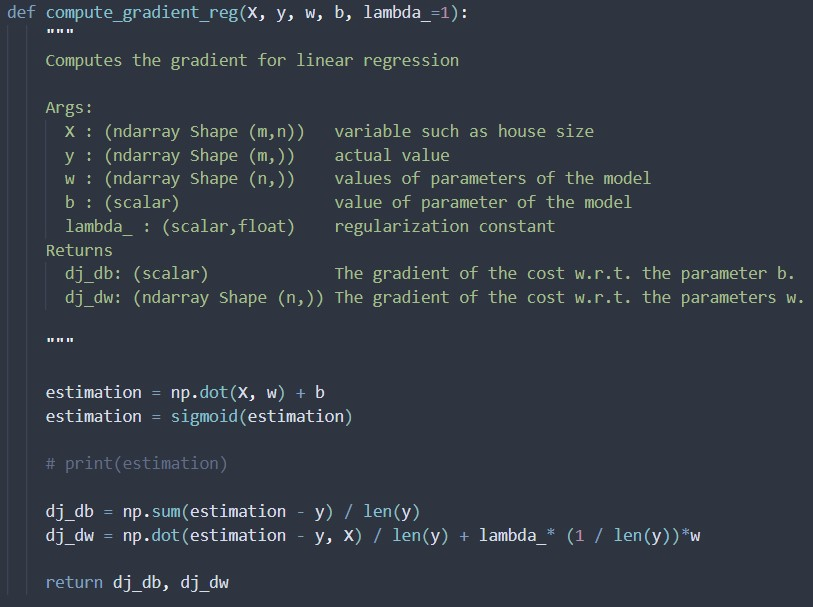 def compute_gradient_reg(X, y, w, b, lambda_=1):
    """
    Computes the gradient for linear regression

    Args:
      X : (ndarray Shape (m,n))   variable such as house size
      y : (ndarray Shape (m,))    actual value
      w : (ndarray Shape (n,))    values of parameters of the model
      b : (scalar)                value of parameter of the model
      lambda_ : (scalar,float)    regularization constant
    Returns
      dj_db: (scalar)             The gradient of the cost w.r.t. the parameter b.
      dj_dw: (ndarray Shape (n,)) The gradient of the cost w.r.t. the parameters w.

    """

    estimation = np.dot(X, w) + b
    estimation = sigmoid(estimation)

    # print(estimation)

    dj_db = np.sum(estimation - y) / len(y)
    dj_dw = np.dot(estimation - y, X) / len(y) + lambda_* (1 / len(y))*w

    return dj_db, dj_dw